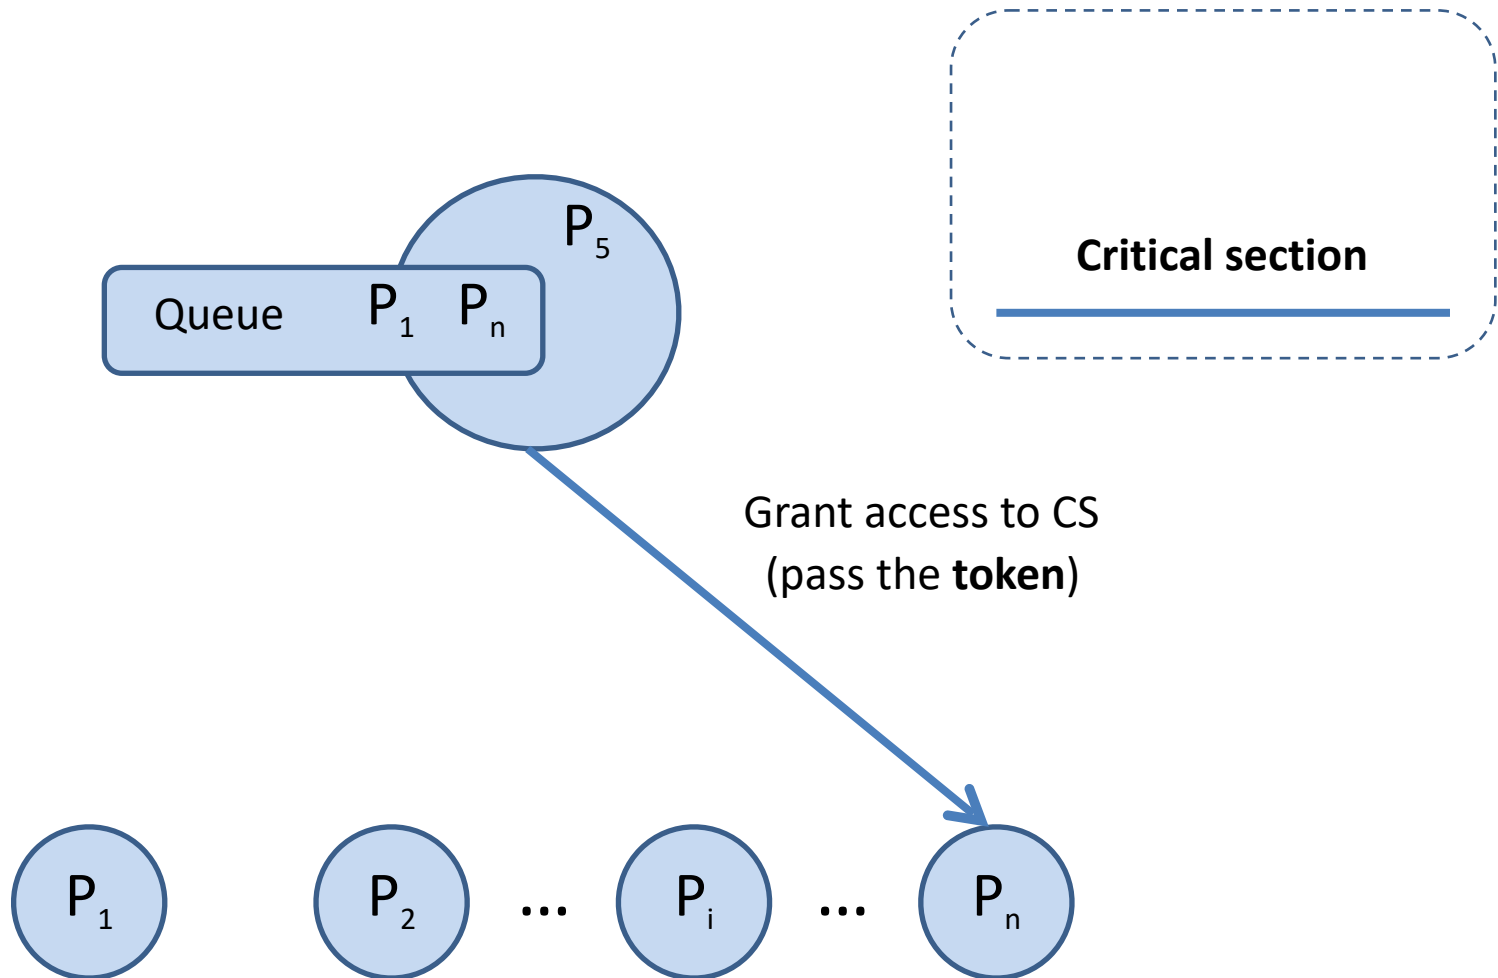 Critical section
P5
Queue P1 Pn
Grant access to CS
(pass the token)
P1 P2 ... Pi ... Pn